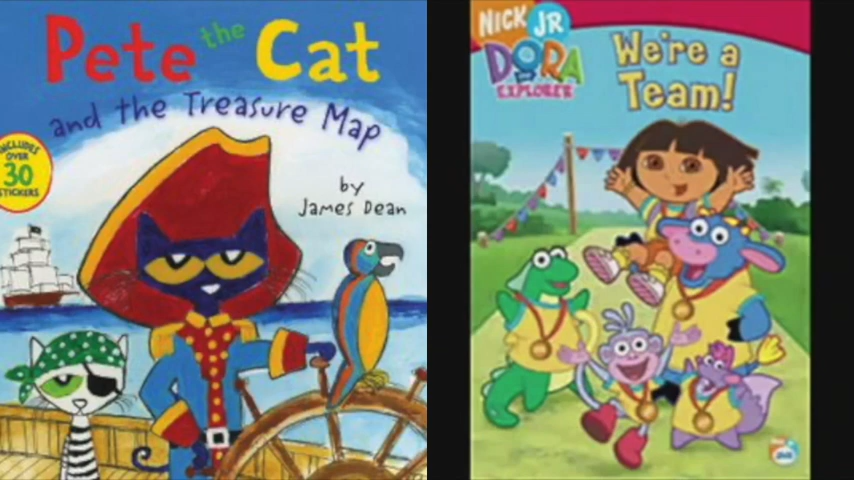 Pete the Cat
and the Treasure Map
INCLUDES
OVER
30
STICKERS
by
James Dean
NICK JR
DORA
the
EXPLORER
We're a
Team!